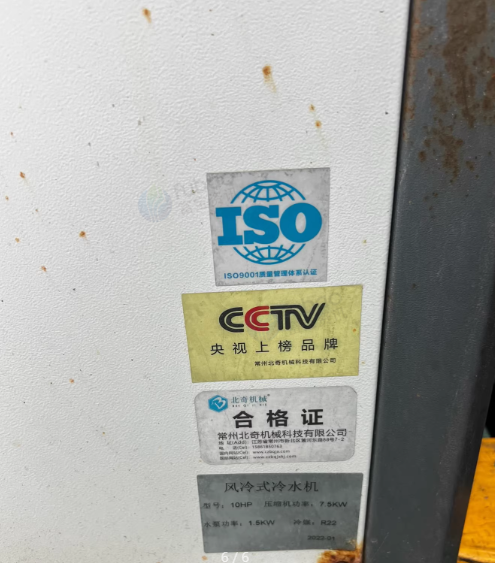 ISO
ISO9001质量管理体系认证
CCTV
央视上榜品牌
常州北奇机械科技有限公司
北奇机械®
合格证
常州北奇机械科技有限公司
风冷式冷水机
型号：10HP 压缩机功率：7.5KW
水泵功率：1.5KW 冷媒：R22
2022.01
6/6